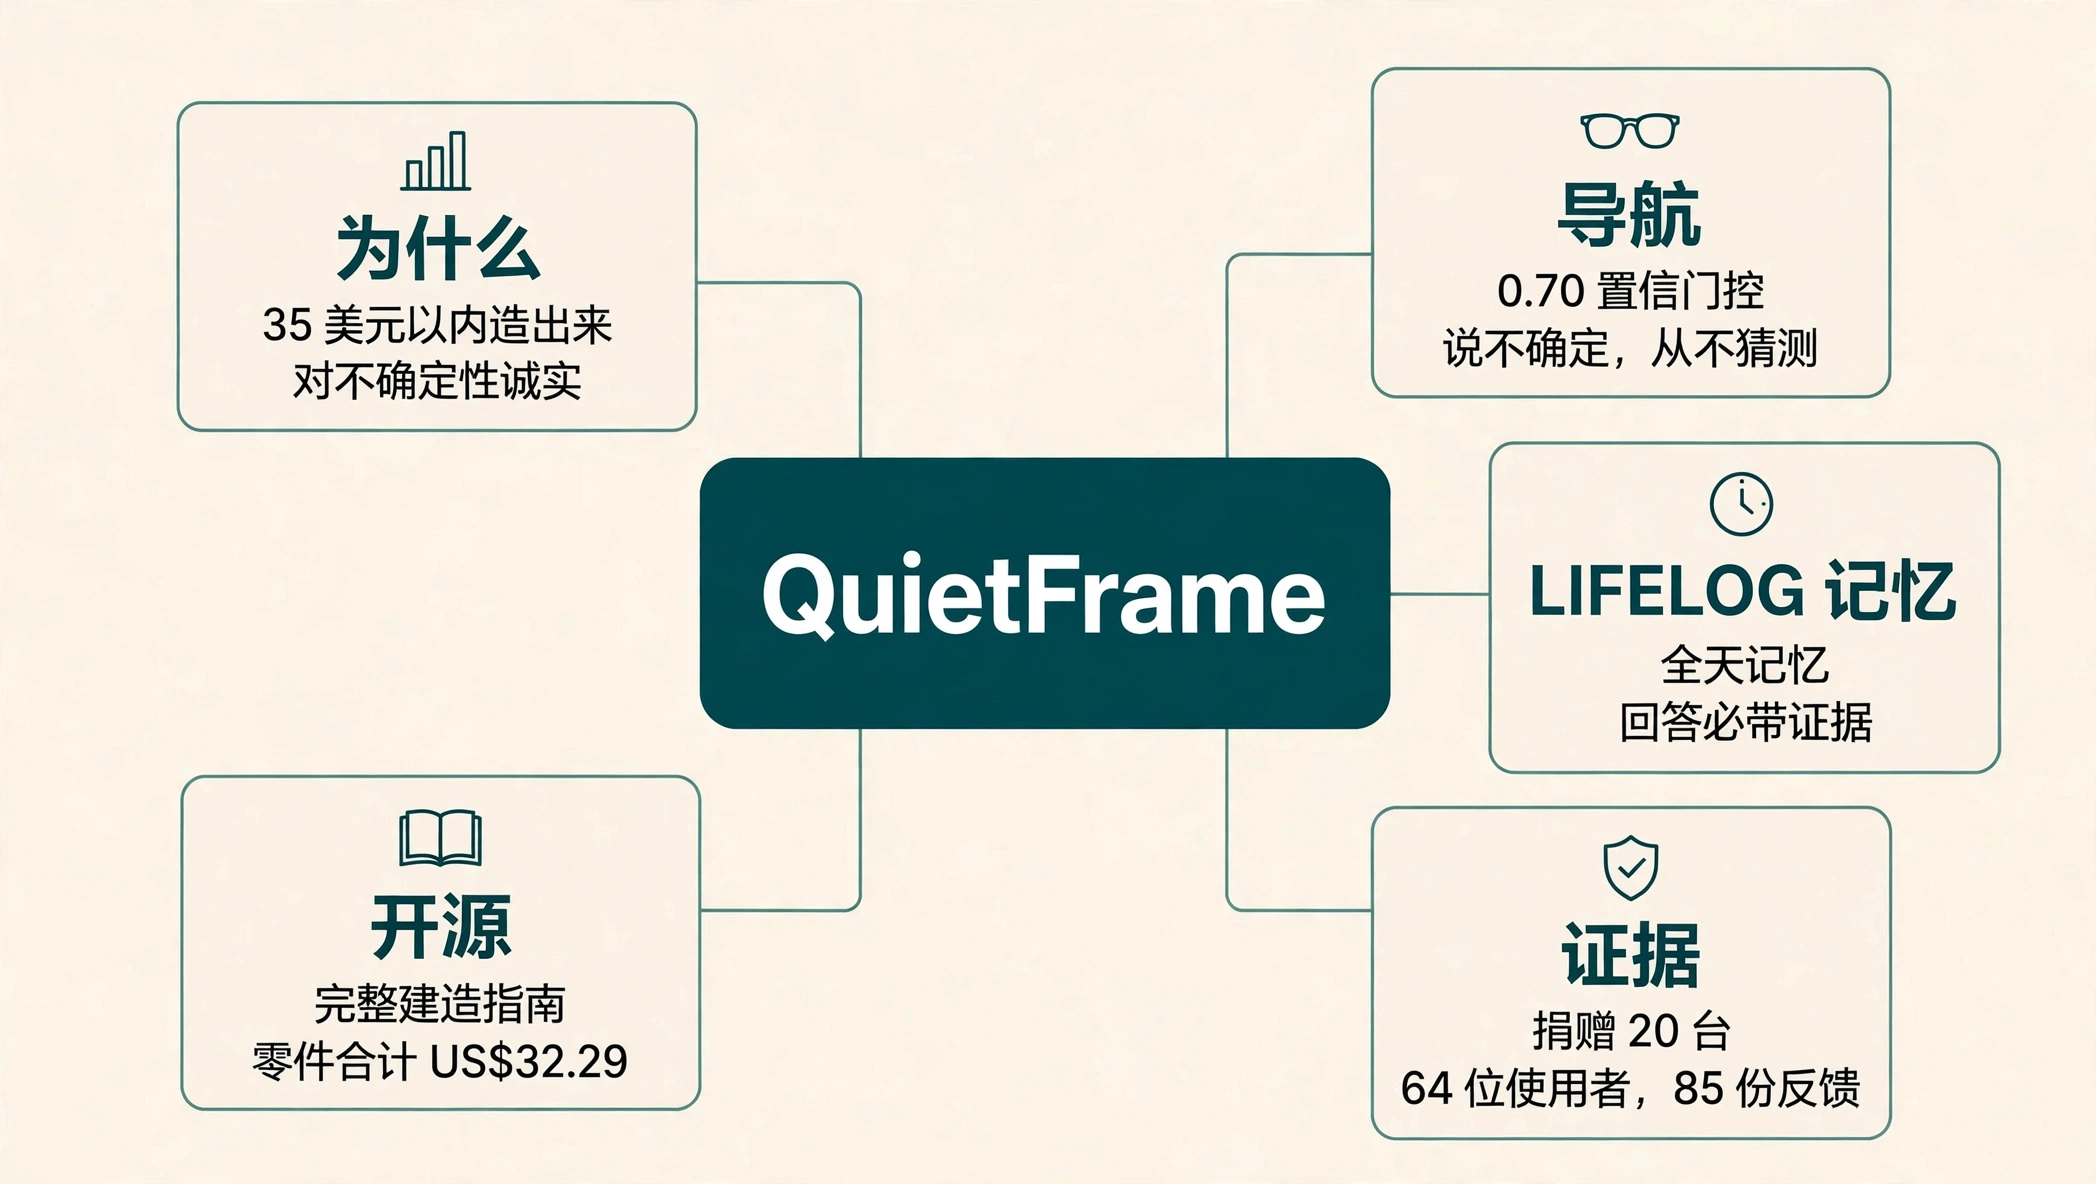 为什么
35 美元以内造出来
对不确定性诚实
导航
0.70 置信门控
说不确定，从不猜测
QuietFrame
LIFELOG 记忆
全天记忆
回答必带证据
开源
完整建造指南
零件合计 US$32.29
证据
捐赠 20 台
64 位使用者，85 份反馈